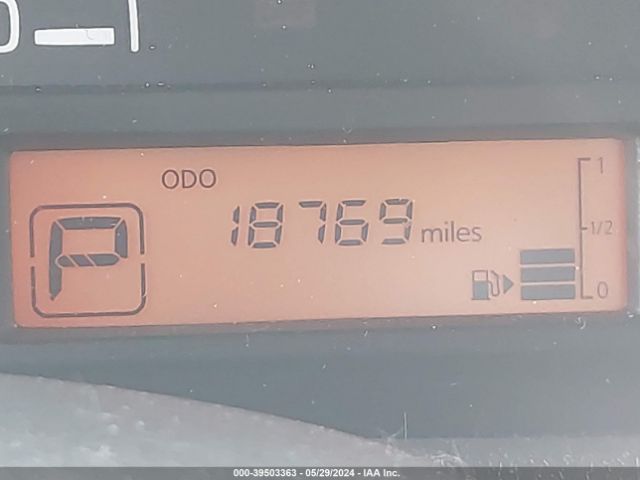 ODO
18769 miles
P
1
1/2
0
000-39503363 - 05/29/2024 - IAA Inc.